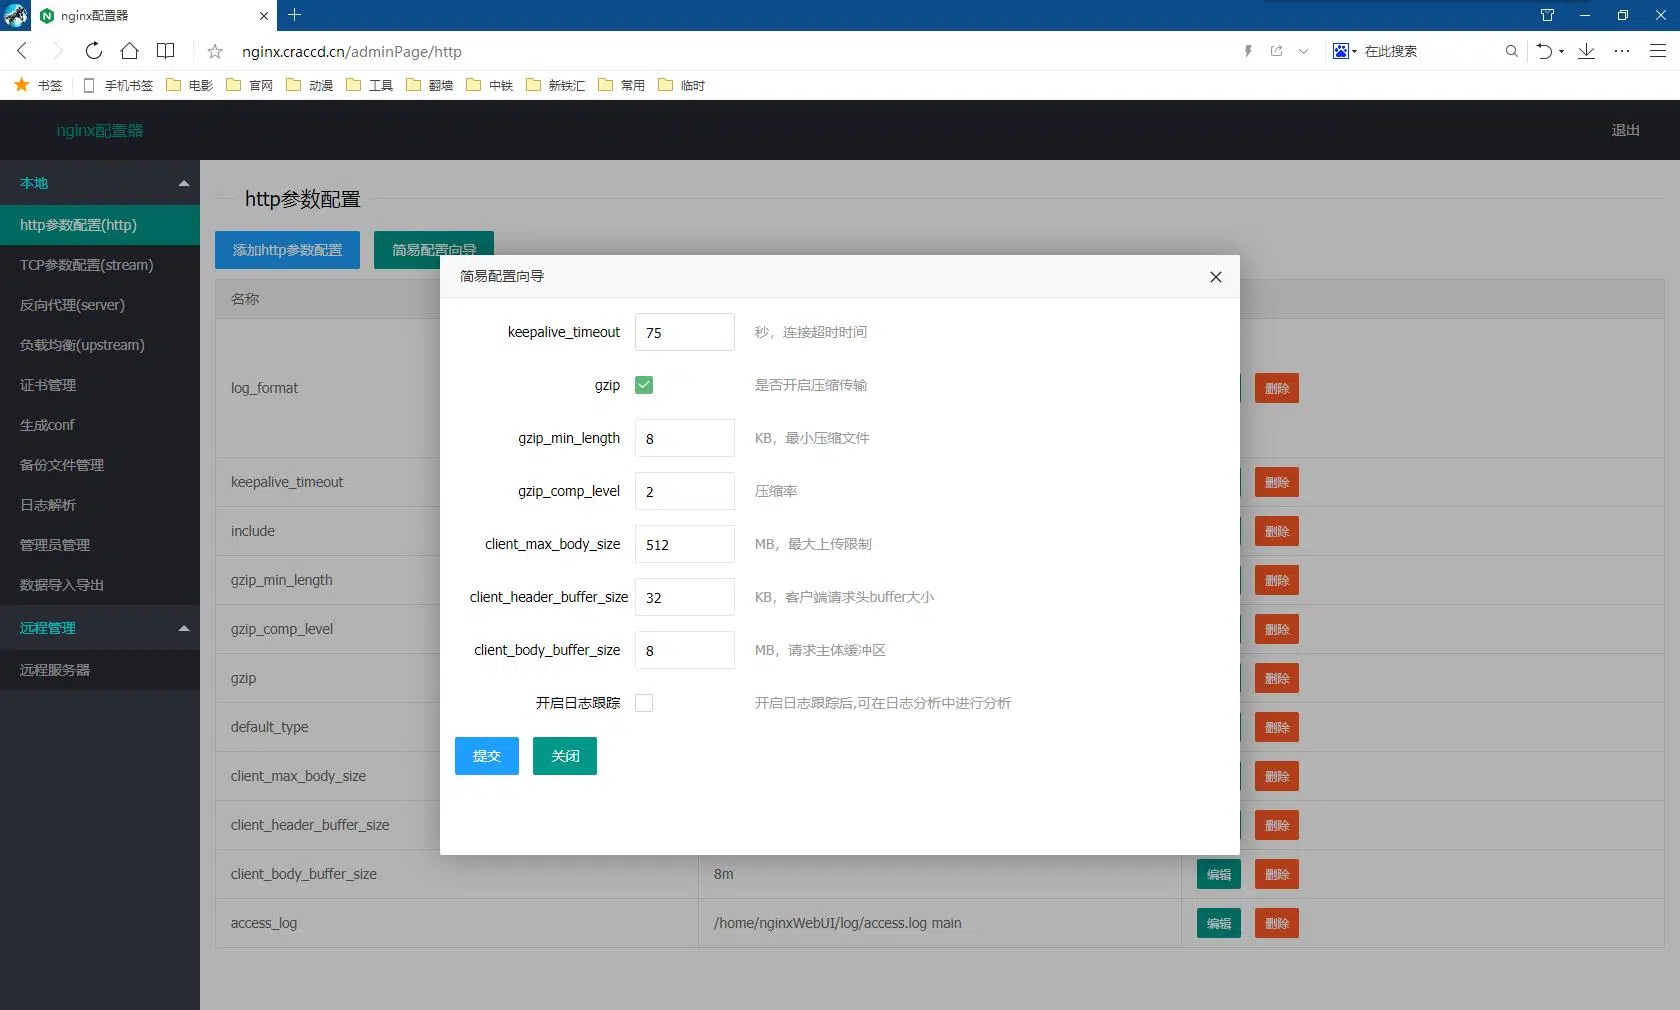 nginx配置器
nginx.craccd.cn/adminPage/http
在此搜索
书签
手机书签
电影
官网
动漫
工具
翻墙
中铁
新铁汇
常用
临时
nginx配置器
退出
本地
http参数配置(http)
TCP参数配置(stream)
反向代理(server)
负载均衡(upstream)
证书管理
生成conf
备份文件管理
日志解析
管理员管理
数据导入导出
远程管理
远程服务器
http参数配置
添加http参数配置
简易配置向导
名称
log_format
删除
keepalive_timeout
删除
include
删除
gzip_min_length
删除
gzip_comp_level
删除
gzip
删除
default_type
删除
client_max_body_size
删除
client_header_buffer_size
删除
client_body_buffer_size
8m
编辑
删除
access_log
/home/nginxWebUI/log/access.log main
编辑
删除
简易配置向导
keepalive_timeout
75
秒，连接超时时间
gzip
是否开启压缩传输
gzip_min_length
8
KB，最小压缩文件
gzip_comp_level
2
压缩率
client_max_body_size
512
MB，最大上传限制
client_header_buffer_size
32
KB，客户端请求头buffer大小
client_body_buffer_size
8
MB，请求主体缓冲区
开启日志跟踪
开启日志跟踪后,可在日志分析中进行分析
提交
关闭